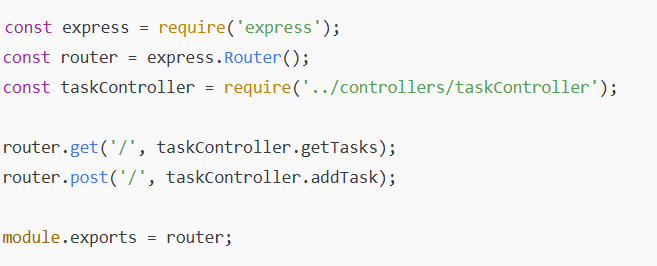 const express = require('express');
const router = express.Router();
const taskController = require('../controllers/taskController');
router.get('/', taskController.getTasks);
router.post('/', taskController.addTask);
module.exports = router;